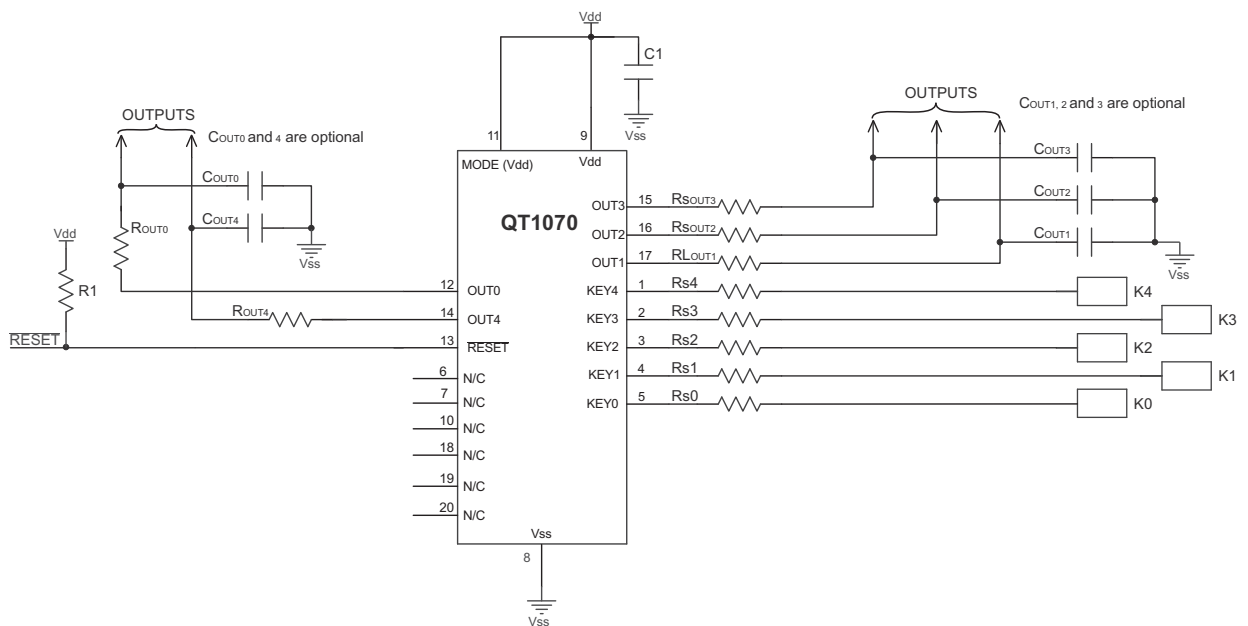 Vdd
C1
Vss
OUTPUTS
COUT0 and 4 are optional
OUTPUTS
COUT1, 2 and 3 are optional
11
9
MODE (Vdd)
Vdd
QT1070
COUT0
COUT4
ROUT0
Vss
Vdd
R1
ROUT4
RESET
12
OUT0
14
OUT4
13
RESET
6
N/C
7
N/C
10
N/C
18
N/C
19
N/C
20
N/C
OUT3
15
RSOUT3
COUT3
OUT2
16
RSOUT2
COUT2
OUT1
17
RLOUT1
COUT1
Vss
KEY4
1
Rs4
K4
KEY3
2
Rs3
K3
KEY2
3
Rs2
K2
KEY1
4
Rs1
K1
KEY0
5
Rs0
K0
Vss
8
Vss